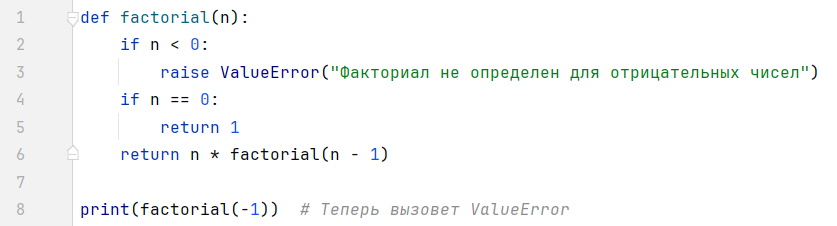 1 def factorial(n):
2     if n < 0:
3         raise ValueError("Факториал не определен для отрицательных чисел")
4     if n == 0:
5         return 1
6     return n * factorial(n - 1)
7
8 print(factorial(-1))  # Теперь вызовет ValueError